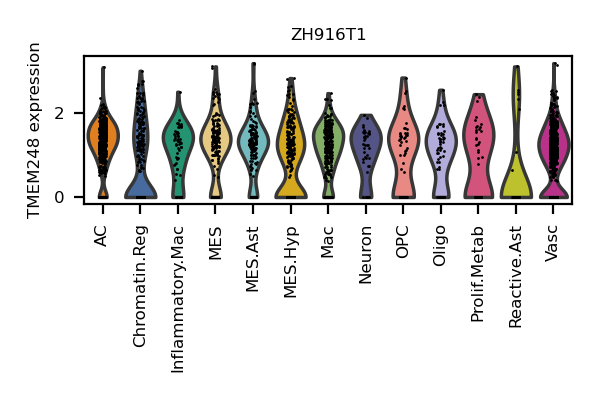 ZH916T1
TMEM248 expression
2
0
AC
Chromatin.Reg
Inflammatory.Mac
MES
MES.Ast
MES.Hyp
Mac
Neuron
OPC
Oligo
Prolif.Metab
Reactive.Ast
Vasc